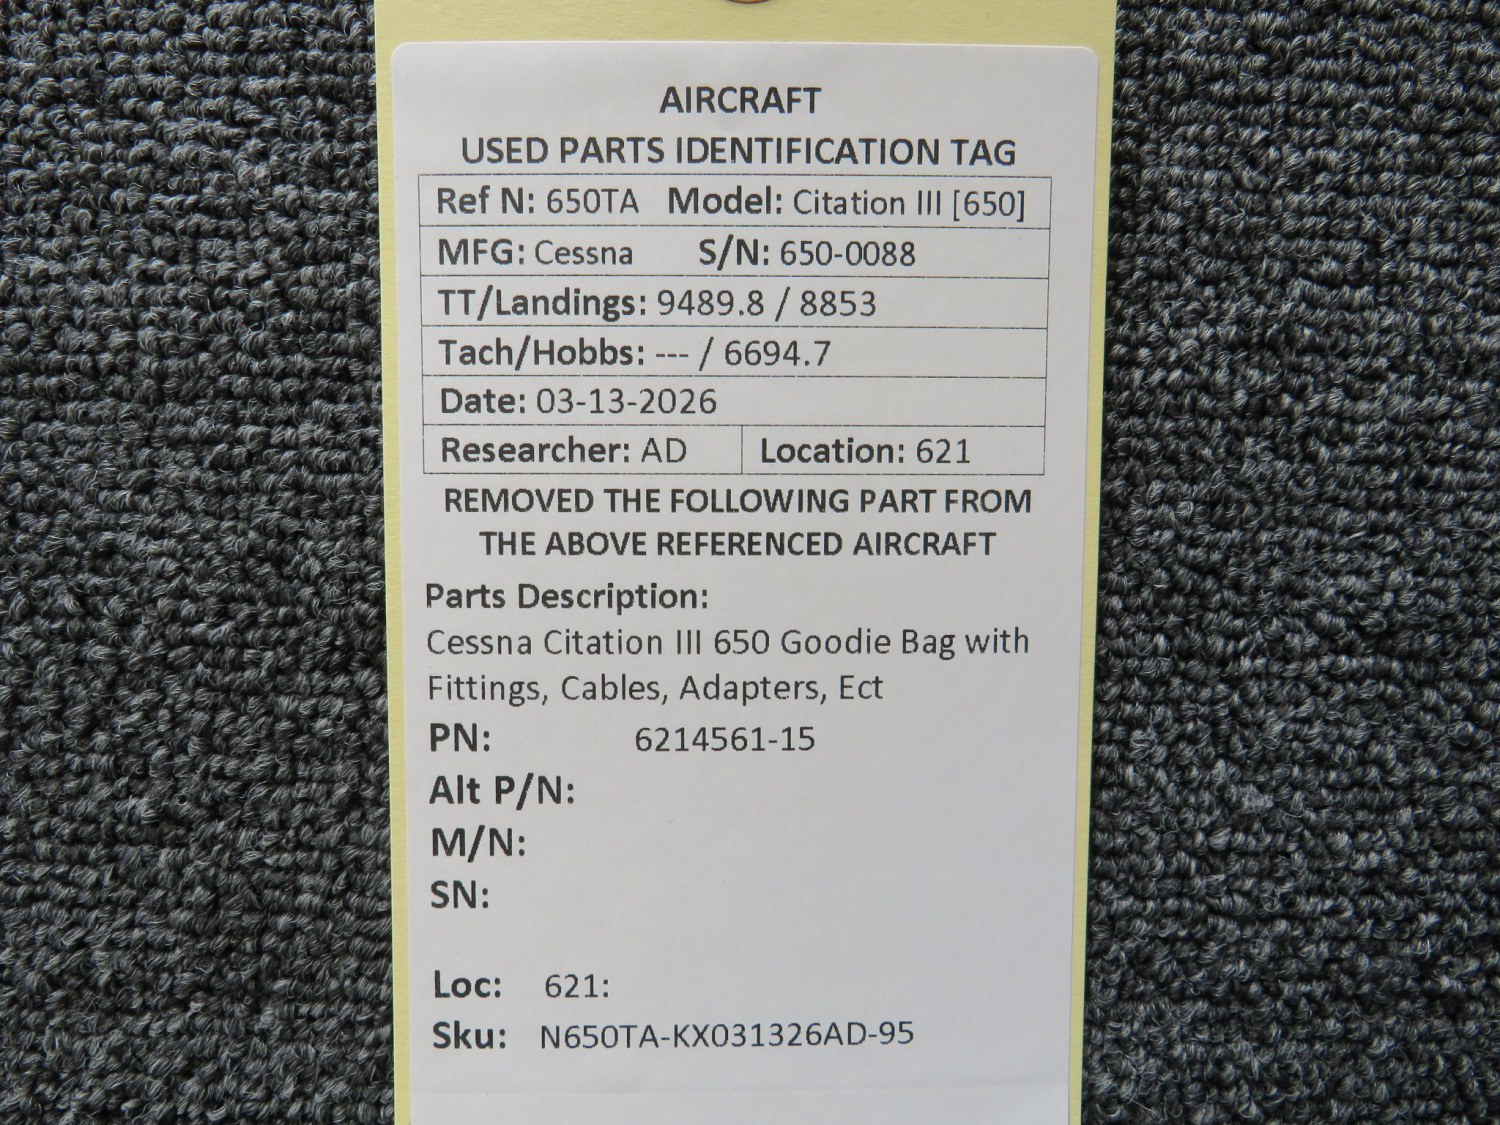 AIRCRAFT
USED PARTS IDENTIFICATION TAG
Ref N: 650TA Model: Citation III [650]
MFG: Cessna S/N: 650-0088
TT/Landings: 9489.8 / 8853
Tach/Hobbs: --- / 6694.7
Date: 03-13-2026
Researcher: AD Location: 621
REMOVED THE FOLLOWING PART FROM
THE ABOVE REFERENCED AIRCRAFT
Parts Description:
Cessna Citation III 650 Goodie Bag with
Fittings, Cables, Adapters, Ect
PN: 6214561-15
Alt P/N:
M/N:
SN:
Loc: 621:
Sku: N650TA-KX031326AD-95